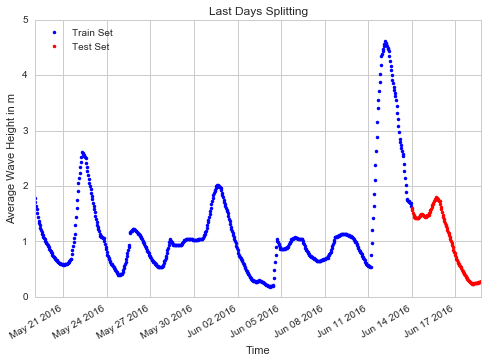 Last Days Splitting
Train Set
Test Set
5
4
3
2
1
0
Average Wave Height in m
May 21 2016
May 24 2016
May 27 2016
May 30 2016
Jun 02 2016
Jun 05 2016
Jun 08 2016
Jun 11 2016
Jun 14 2016
Jun 17 2016
Time